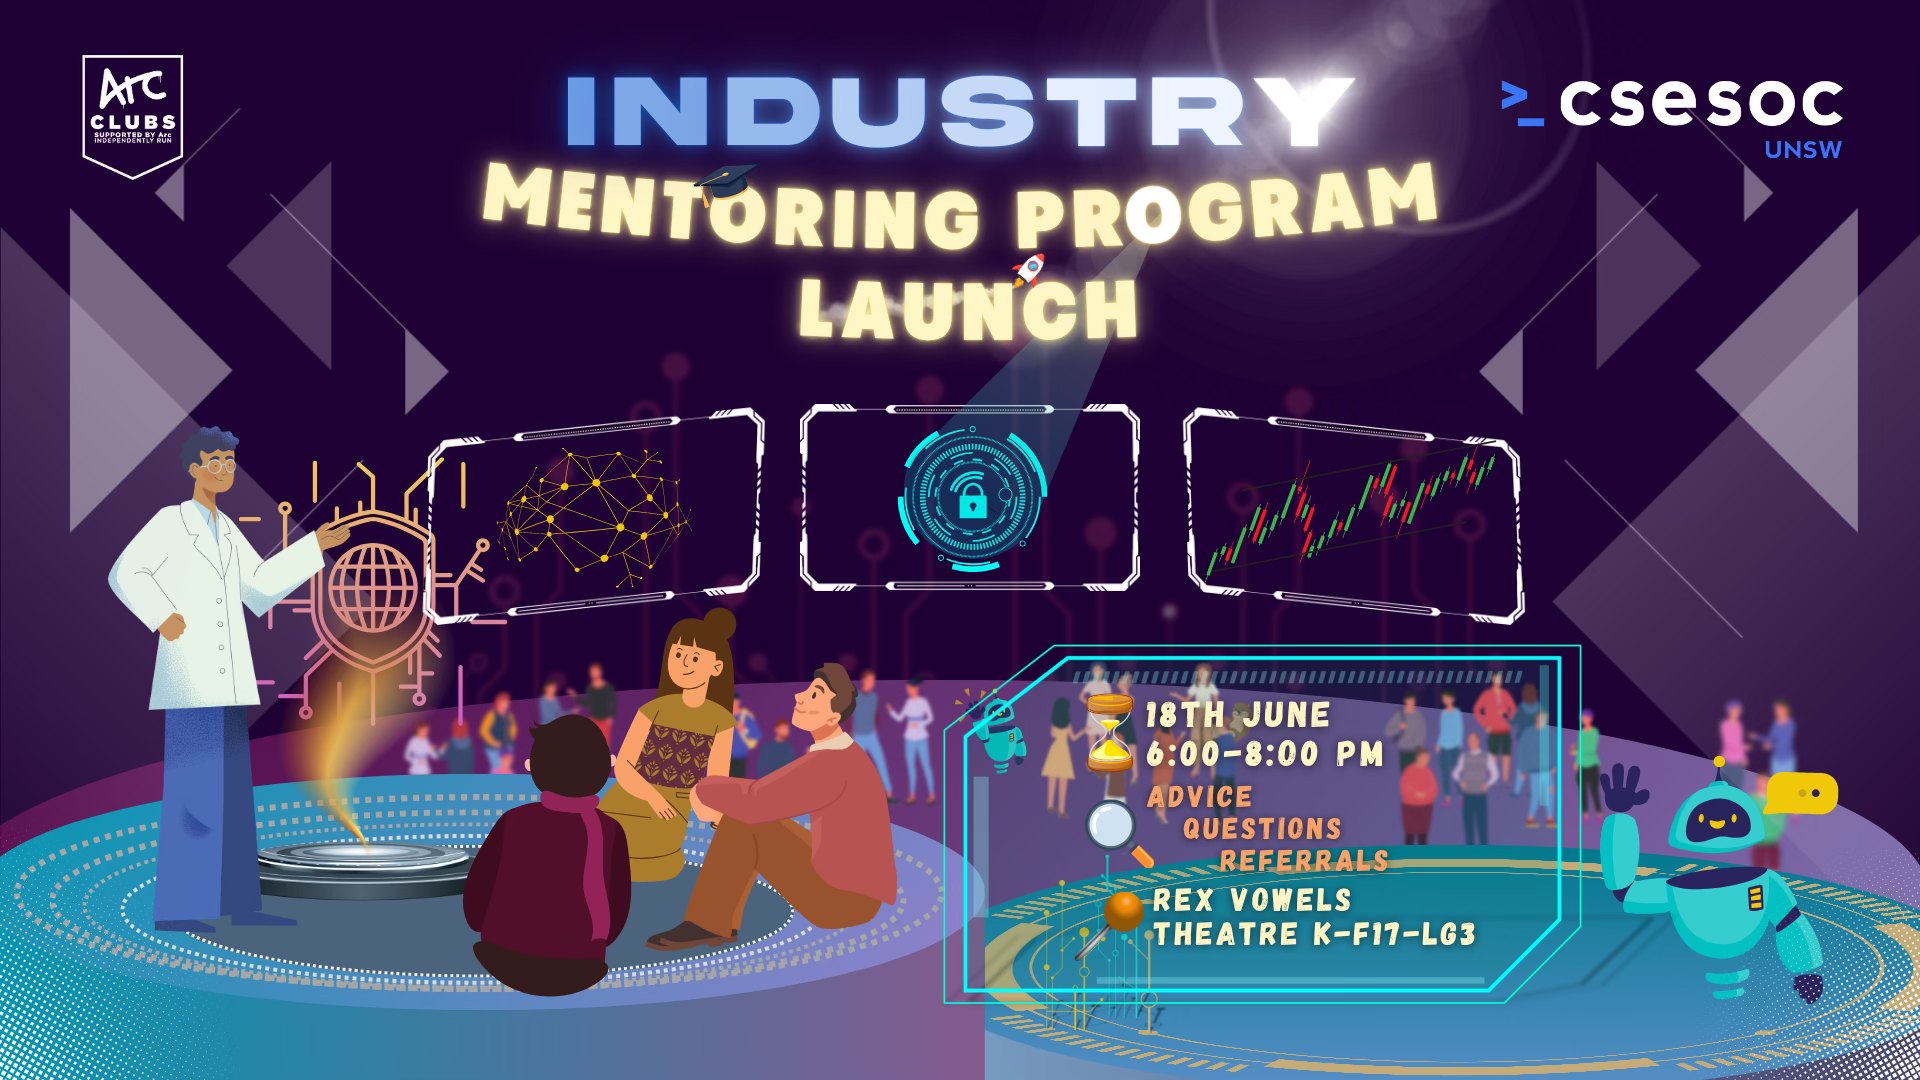 Arc
CLUBS
SUPPORTED BY Arc
INDEPENDENTLY RUN
INDUSTRY
MENTORING PROGRAM
LAUNCH
>_ csesoc
UNSW
18TH JUNE
6:00-8:00 PM
ADVICE
QUESTIONS
REFERRALS
REX VOWELS
THEATRE K-F17-LG3